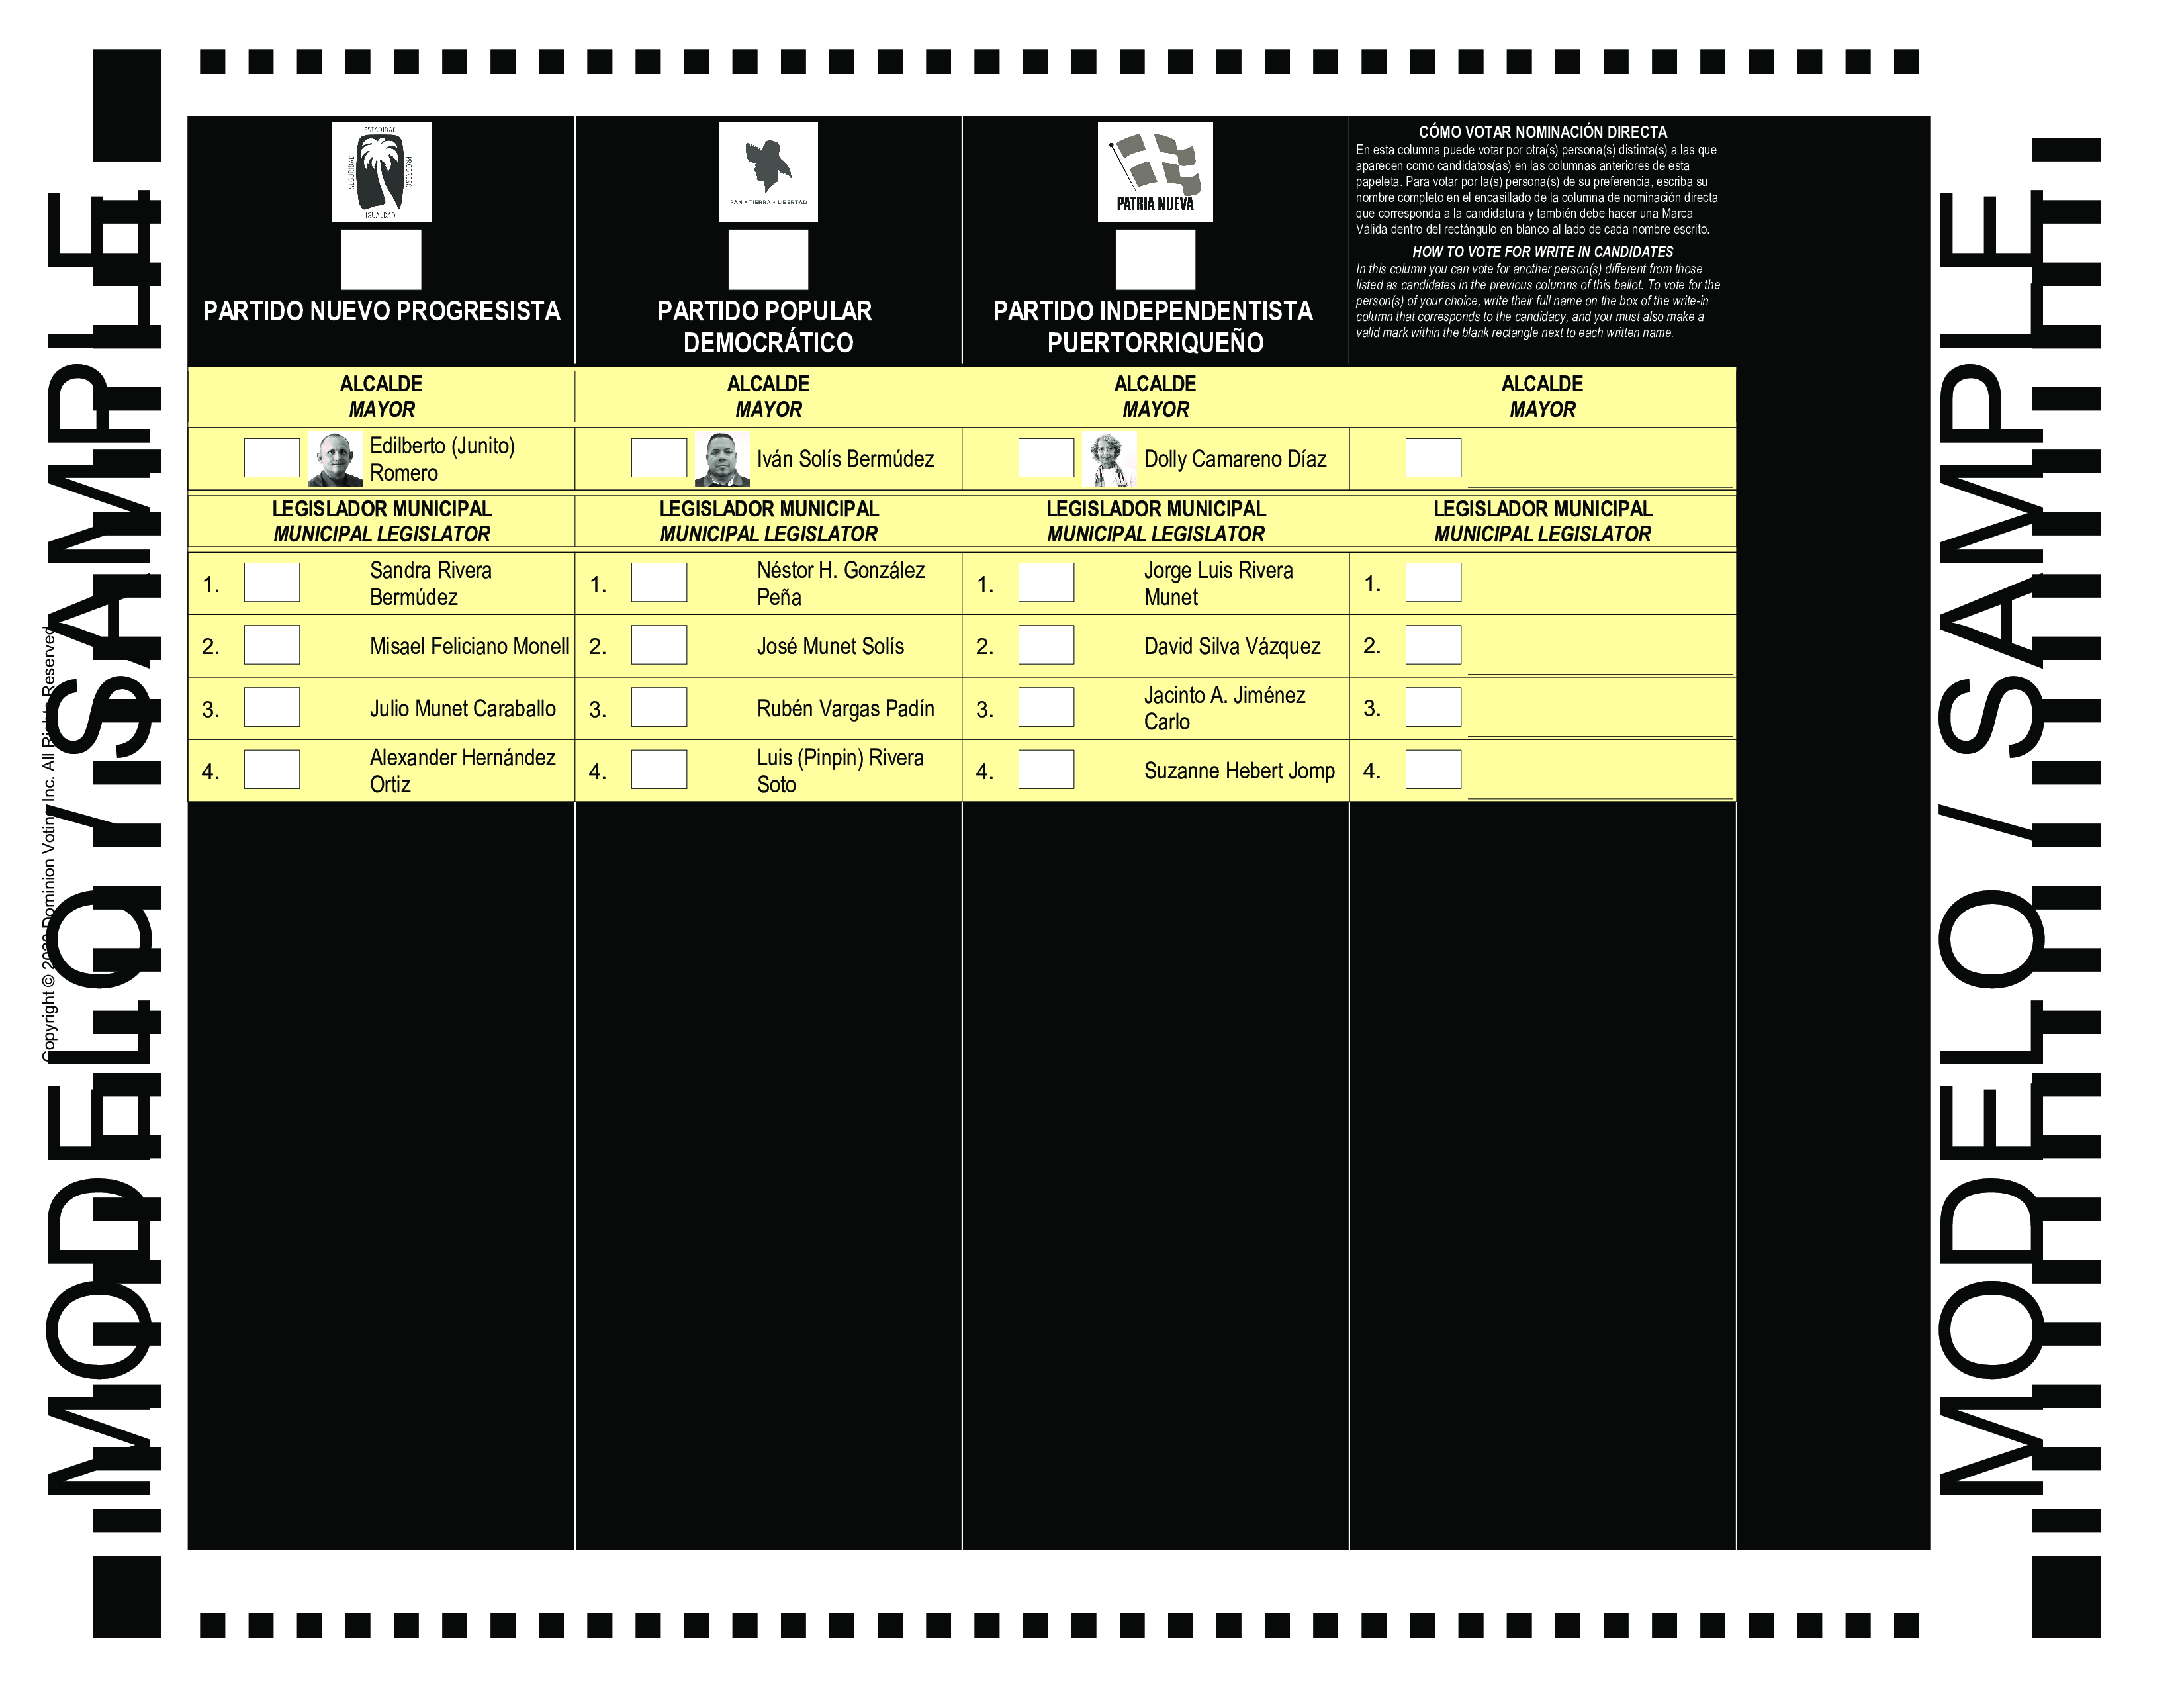 MODELO / SAMPLE
Copyright © 2020 Dominion Voting Inc. All Rights Reserved
ESTADIDAD
SEGURIDAD
PROGRESO
IGUALDAD
PARTIDO NUEVO PROGRESISTA
PAN • TIERRA • LIBERTAD
PARTIDO POPULAR
DEMOCRÁTICO
PATRIA NUEVA
PARTIDO INDEPENDENTISTA
PUERTORRIQUEÑO
CÓMO VOTAR NOMINACIÓN DIRECTA
En esta columna puede votar por otra(s) persona(s) distinta(s) a las que
aparecen como candidatos(as) en las columnas anteriores de esta
papeleta. Para votar por la(s) persona(s) de su preferencia, escriba su
nombre completo en el encasillado de la columna de nominación directa
que corresponda a la candidatura y también debe hacer una Marca
Válida dentro del rectángulo en blanco al lado de cada nombre escrito.
HOW TO VOTE FOR WRITE IN CANDIDATES
In this column you can vote for another person(s) different from those
listed as candidates in the previous columns of this ballot. To vote for the
person(s) of your choice, write their full name on the box of the write-in
column that corresponds to the candidacy, and you must also make a
valid mark within the blank rectangle next to each written name.
ALCALDE
MAYOR
Edilberto (Junito)
Romero
LEGISLADOR MUNICIPAL
MUNICIPAL LEGISLATOR
1. Sandra Rivera
Bermúdez
2. Misael Feliciano Monell
3. Julio Munet Caraballo
4. Alexander Hernández
Ortiz
ALCALDE
MAYOR
Iván Solís Bermúdez
LEGISLADOR MUNICIPAL
MUNICIPAL LEGISLATOR
1. Néstor H. González
Peña
2. José Munet Solís
3. Rubén Vargas Padín
4. Luis (Pinpin) Rivera
Soto
ALCALDE
MAYOR
Dolly Camareno Díaz
LEGISLADOR MUNICIPAL
MUNICIPAL LEGISLATOR
1. Jorge Luis Rivera
Munet
2. David Silva Vázquez
3. Jacinto A. Jiménez
Carlo
4. Suzanne Hebert Jomp
ALCALDE
MAYOR
LEGISLADOR MUNICIPAL
MUNICIPAL LEGISLATOR
1.
2.
3.
4.
MODELO / SAMPLE